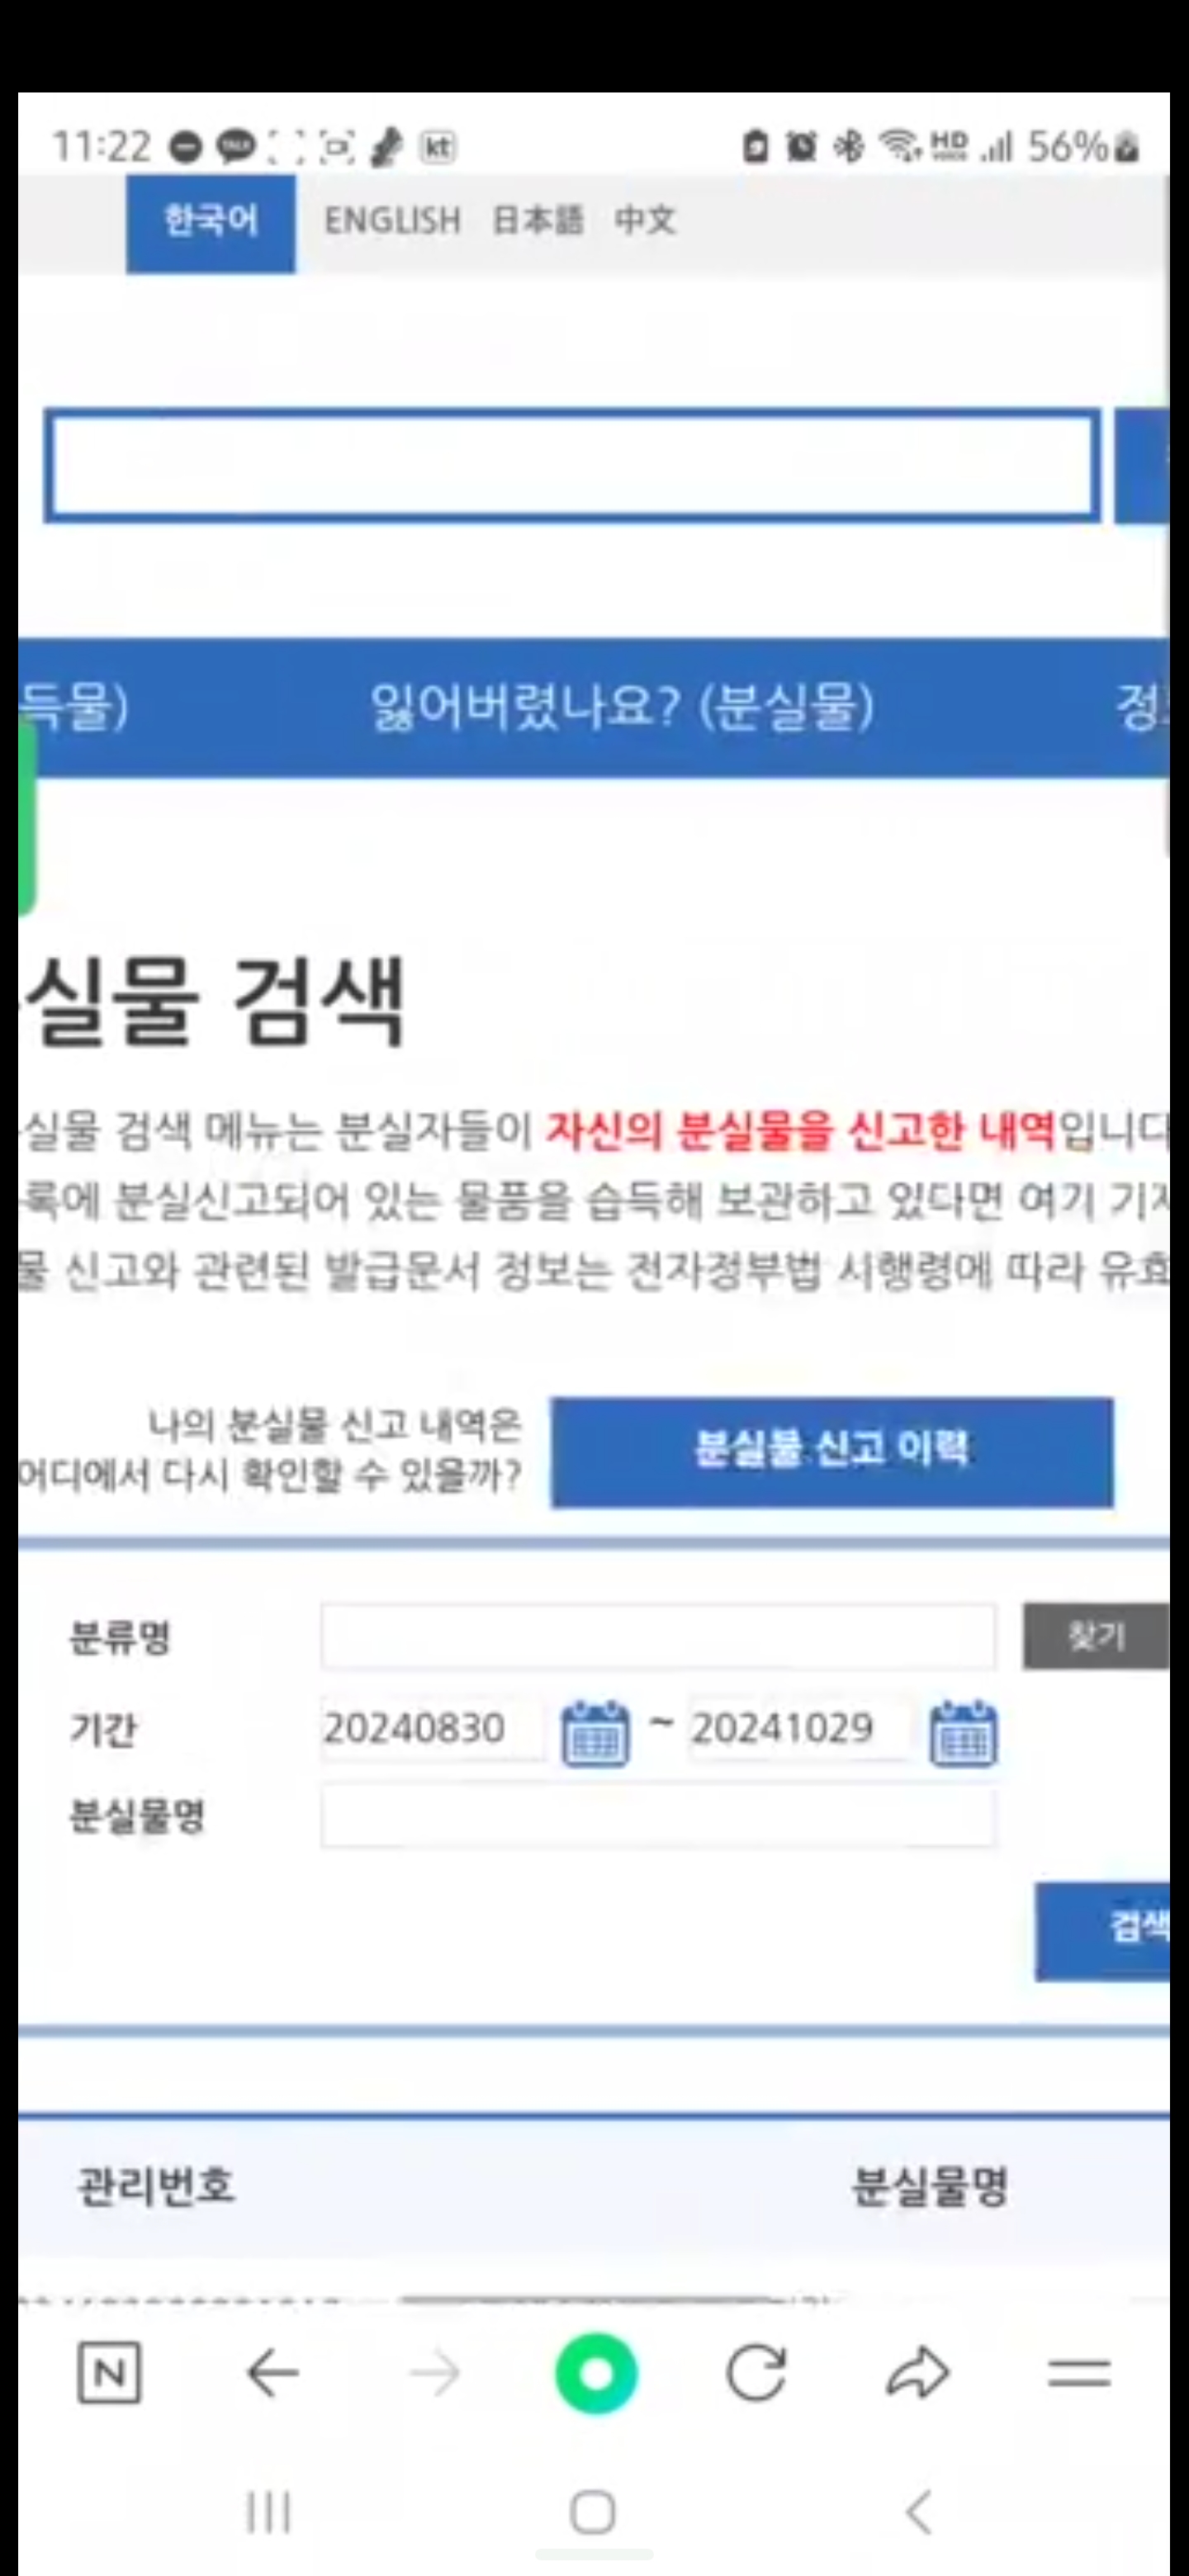 11:22 TALK kt HD VOICE 56%
한국어 ENGLISH 日本語 中文
득물) 잃어버렸나요? (분실물)
실물 검색
실물 검색 메뉴는 분실자들이 자신의 분실물을 신고한 내역입니다
록에 분실신고되어 있는 물품을 습득해 보관하고 있다면 여기
물 신고와 관련된 발급문서 정보는 전자정부법 시행령에 따라 유효
나의 분실물 신고 내역은
어디에서 다시 확인할 수 있을까?
분실물 신고 이력
분류명 찾기
기간 20240830 ~ 20241029
분실물명
검색
관리번호 분실물명
N